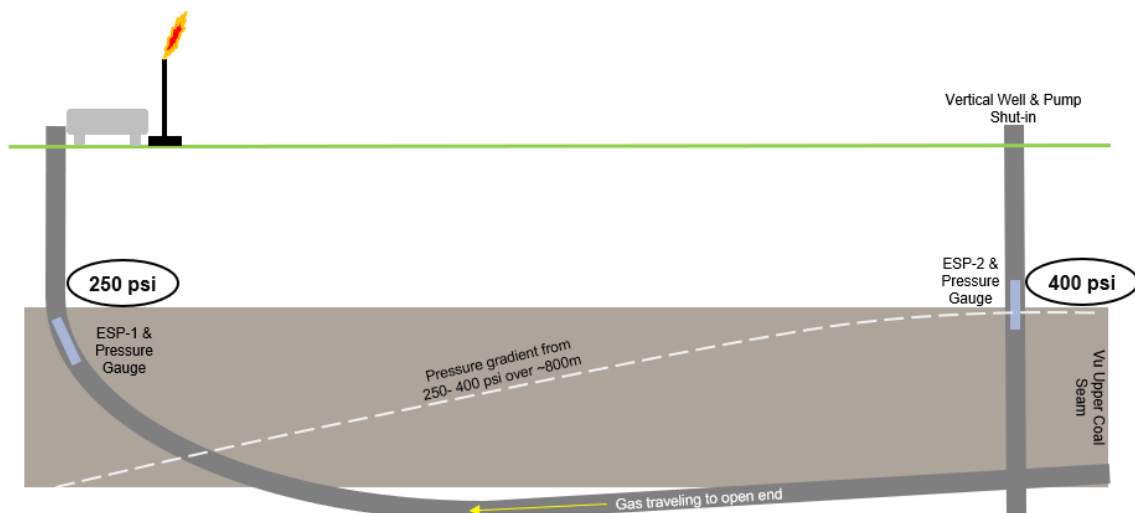 Vertical Well & Pump
Shut-in
250 psi
ESP-2 &
Pressure
Gauge
400 psi
ESP-1 &
Pressure
Gauge
Pressure gradient from
250- 400 psi over ~800m
Vu Upper Coal
Seam
Gas traveling to open end